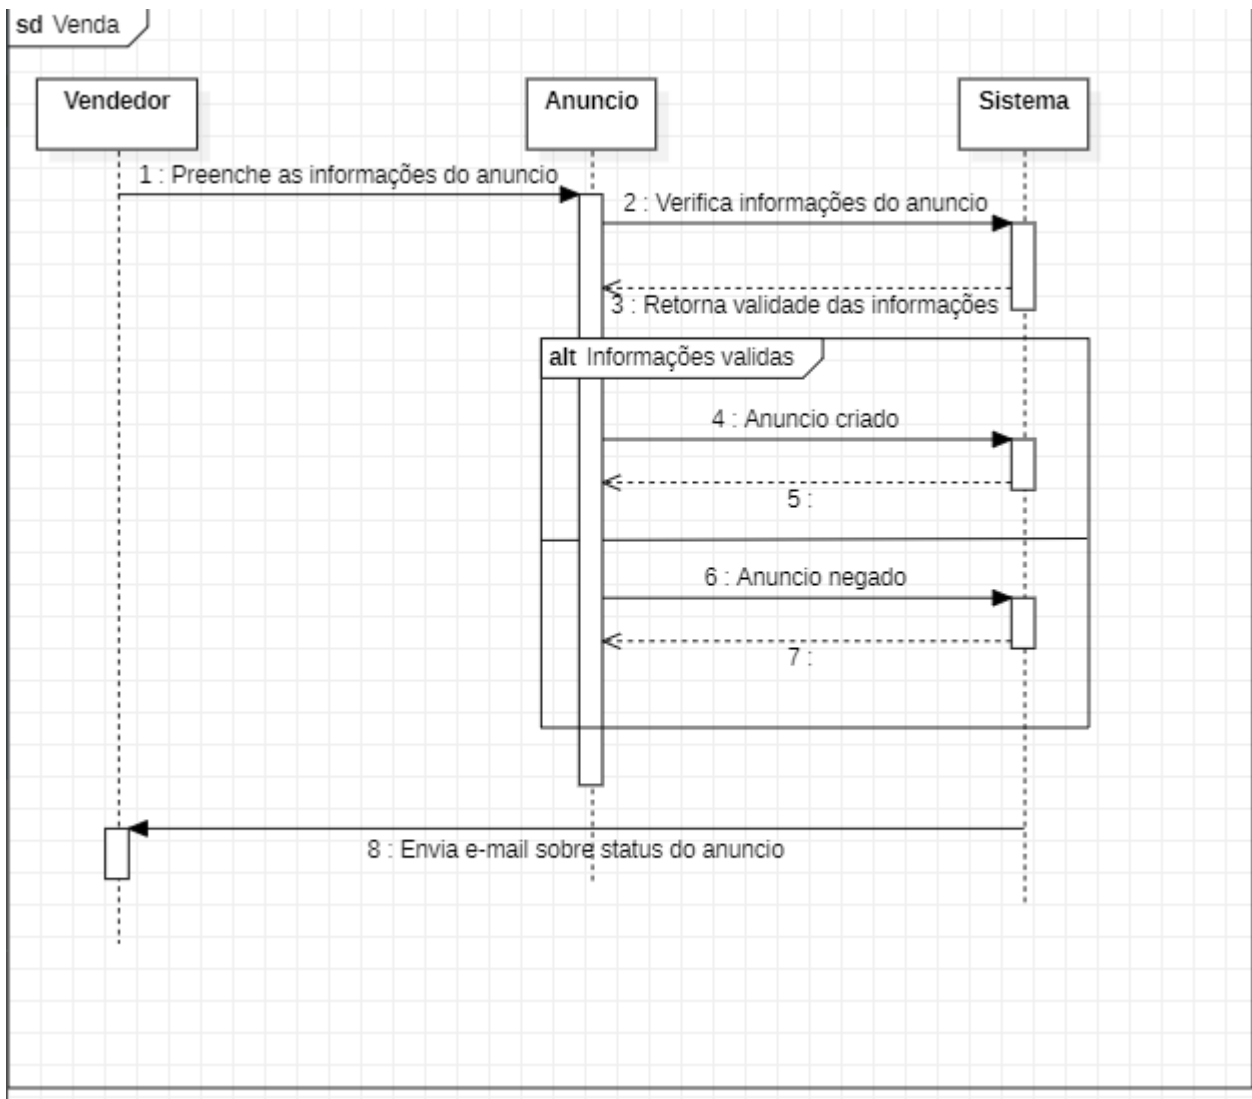 sd Venda
Vendedor
Anuncio
Sistema
1 : Preenche as informações do anuncio
2 : Verifica informações do anuncio
3 : Retorna validade das informações
alt Informações validas
4 : Anuncio criado
5 :
6 : Anuncio negado
7 :
8 : Envia e-mail sobre status do anuncio